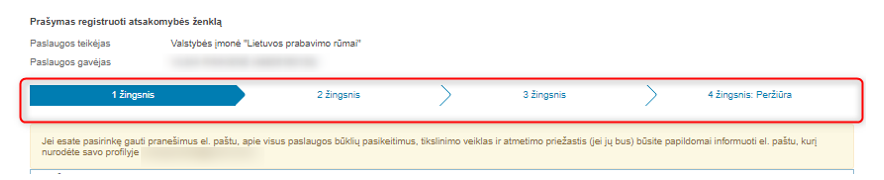 Prašymas registruoti atsakomybės ženklą
Paslaugos teikėjas Valstybės įmonė "Lietuvos prabavimo rūmai"
Paslaugos gavėjas
1 žingsnis 2 žingsnis 3 žingsnis 4 žingsnis: Peržiūra
Jei esate pasirinkę gauti pranešimus el. paštu, apie visus paslaugos būklių pasikeitimus, tikslinimo veiklas ir atmetimo priežastis (jei jų bus) būsite papildomai informuoti el. paštu, kurį
nurodėte savo profilyje